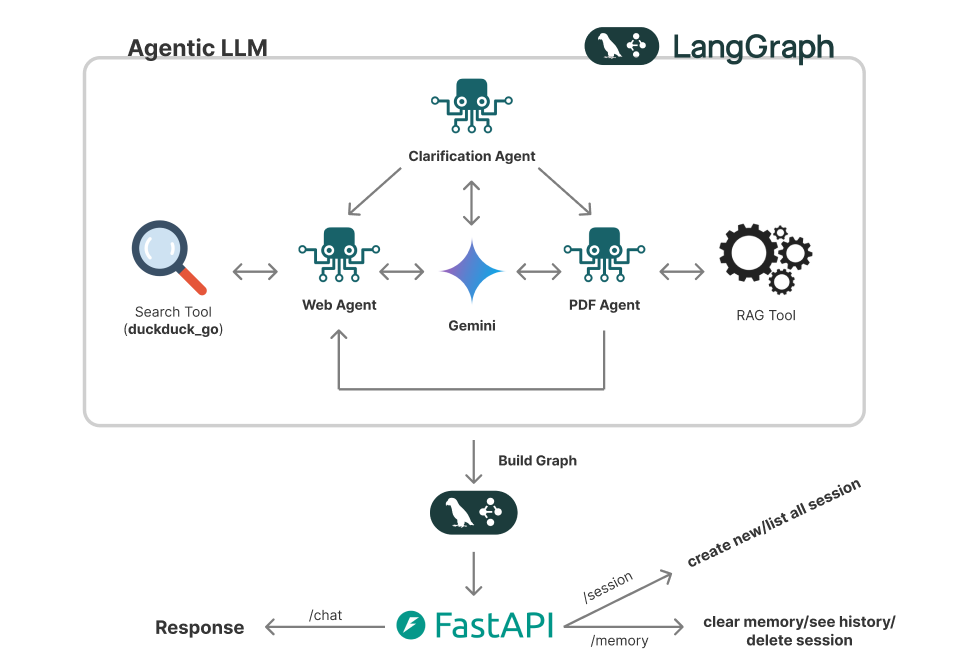 Agentic LLM
LangGraph
Clarification Agent
Search Tool
(duckduck_go)
Web Agent
Gemini
PDF Agent
RAG Tool
Build Graph
create new/list all session
/session
/chat
Response
FastAPI
/memory
clear memory/see history/
delete session